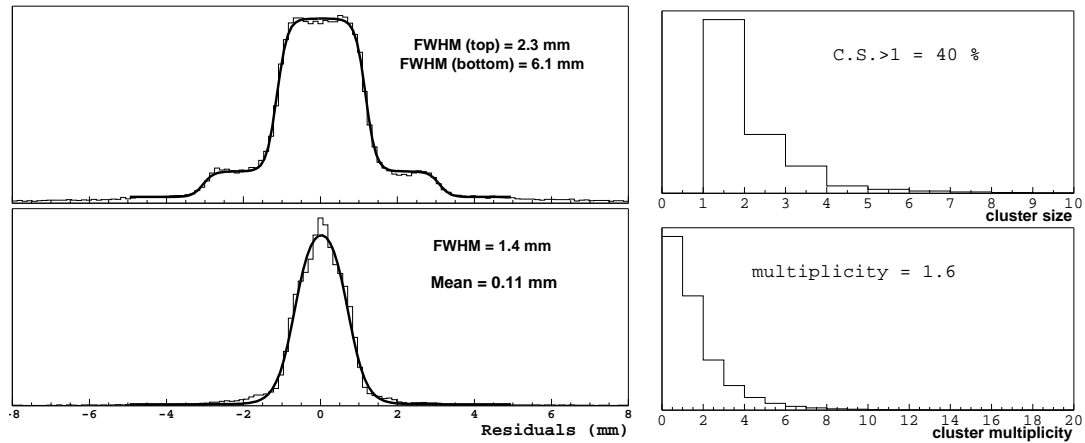 FWHM (top) = 2.3 mm
FWHM (bottom) = 6.1 mm
FWHM = 1.4 mm
Mean = 0.11 mm
-8 -6 -4 -2 0 2 4 6 8
Residuals (mm)
C.S.>1 = 40 %
0 1 2 3 4 5 6 7 8 9 10
cluster size
multiplicity = 1.6
0 2 4 6 8 10 12 14 16 18 20
cluster multiplicity